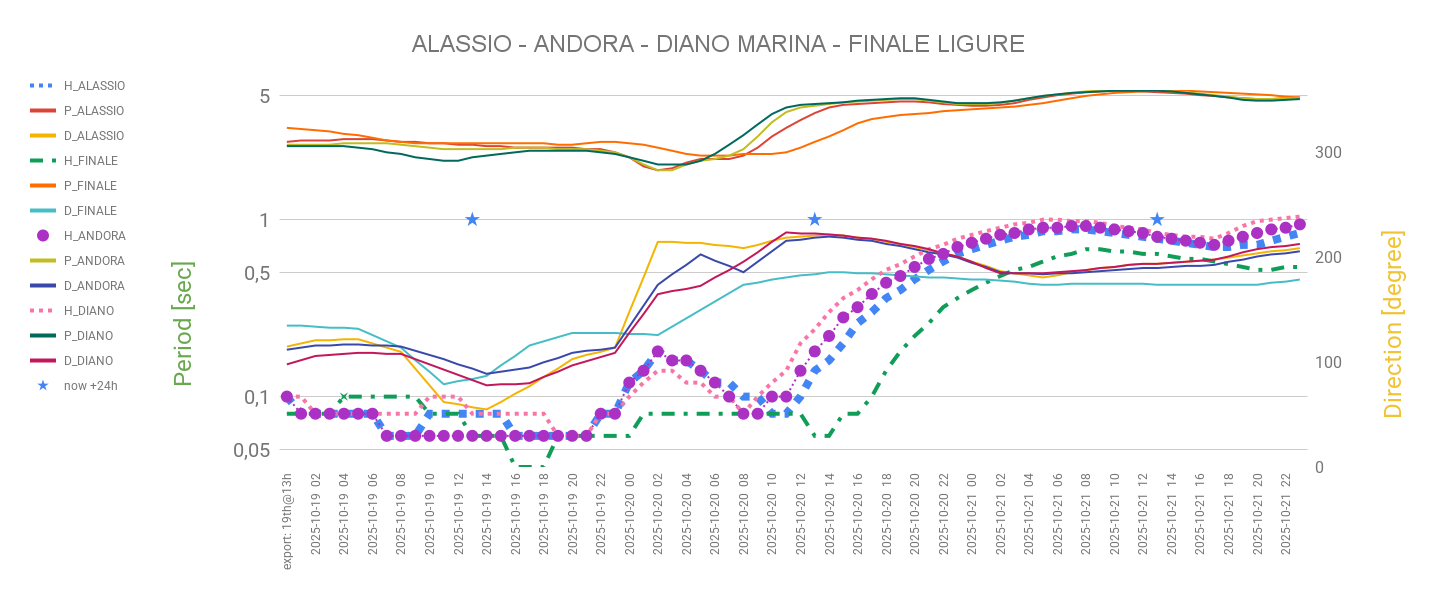 ALASSIO - ANDORA - DIANO MARINA - FINALE LIGURE
H_ALASSIO
P_ALASSIO
D_ALASSIO
H_FINALE
P_FINALE
D_FINALE
H_ANDORA
P_ANDORA
D_ANDORA
H_DIANO
P_DIANO
D_DIANO
now +24h
Period [sec]
5
1
0,5
0,1
0,05
300
200
100
0
Direction [degree]
export: 19th@13h
2025-10-19 02
2025-10-19 04
2025-10-19 06
2025-10-19 08
2025-10-19 10
2025-10-19 12
2025-10-19 14
2025-10-19 16
2025-10-19 18
2025-10-19 20
2025-10-19 22
2025-10-20 00
2025-10-20 02
2025-10-20 04
2025-10-20 06
2025-10-20 08
2025-10-20 10
2025-10-20 12
2025-10-20 14
2025-10-20 16
2025-10-20 18
2025-10-20 20
2025-10-20 22
2025-10-21 00
2025-10-21 02
2025-10-21 04
2025-10-21 06
2025-10-21 08
2025-10-21 10
2025-10-21 12
2025-10-21 14
2025-10-21 16
2025-10-21 18
2025-10-21 20
2025-10-21 22